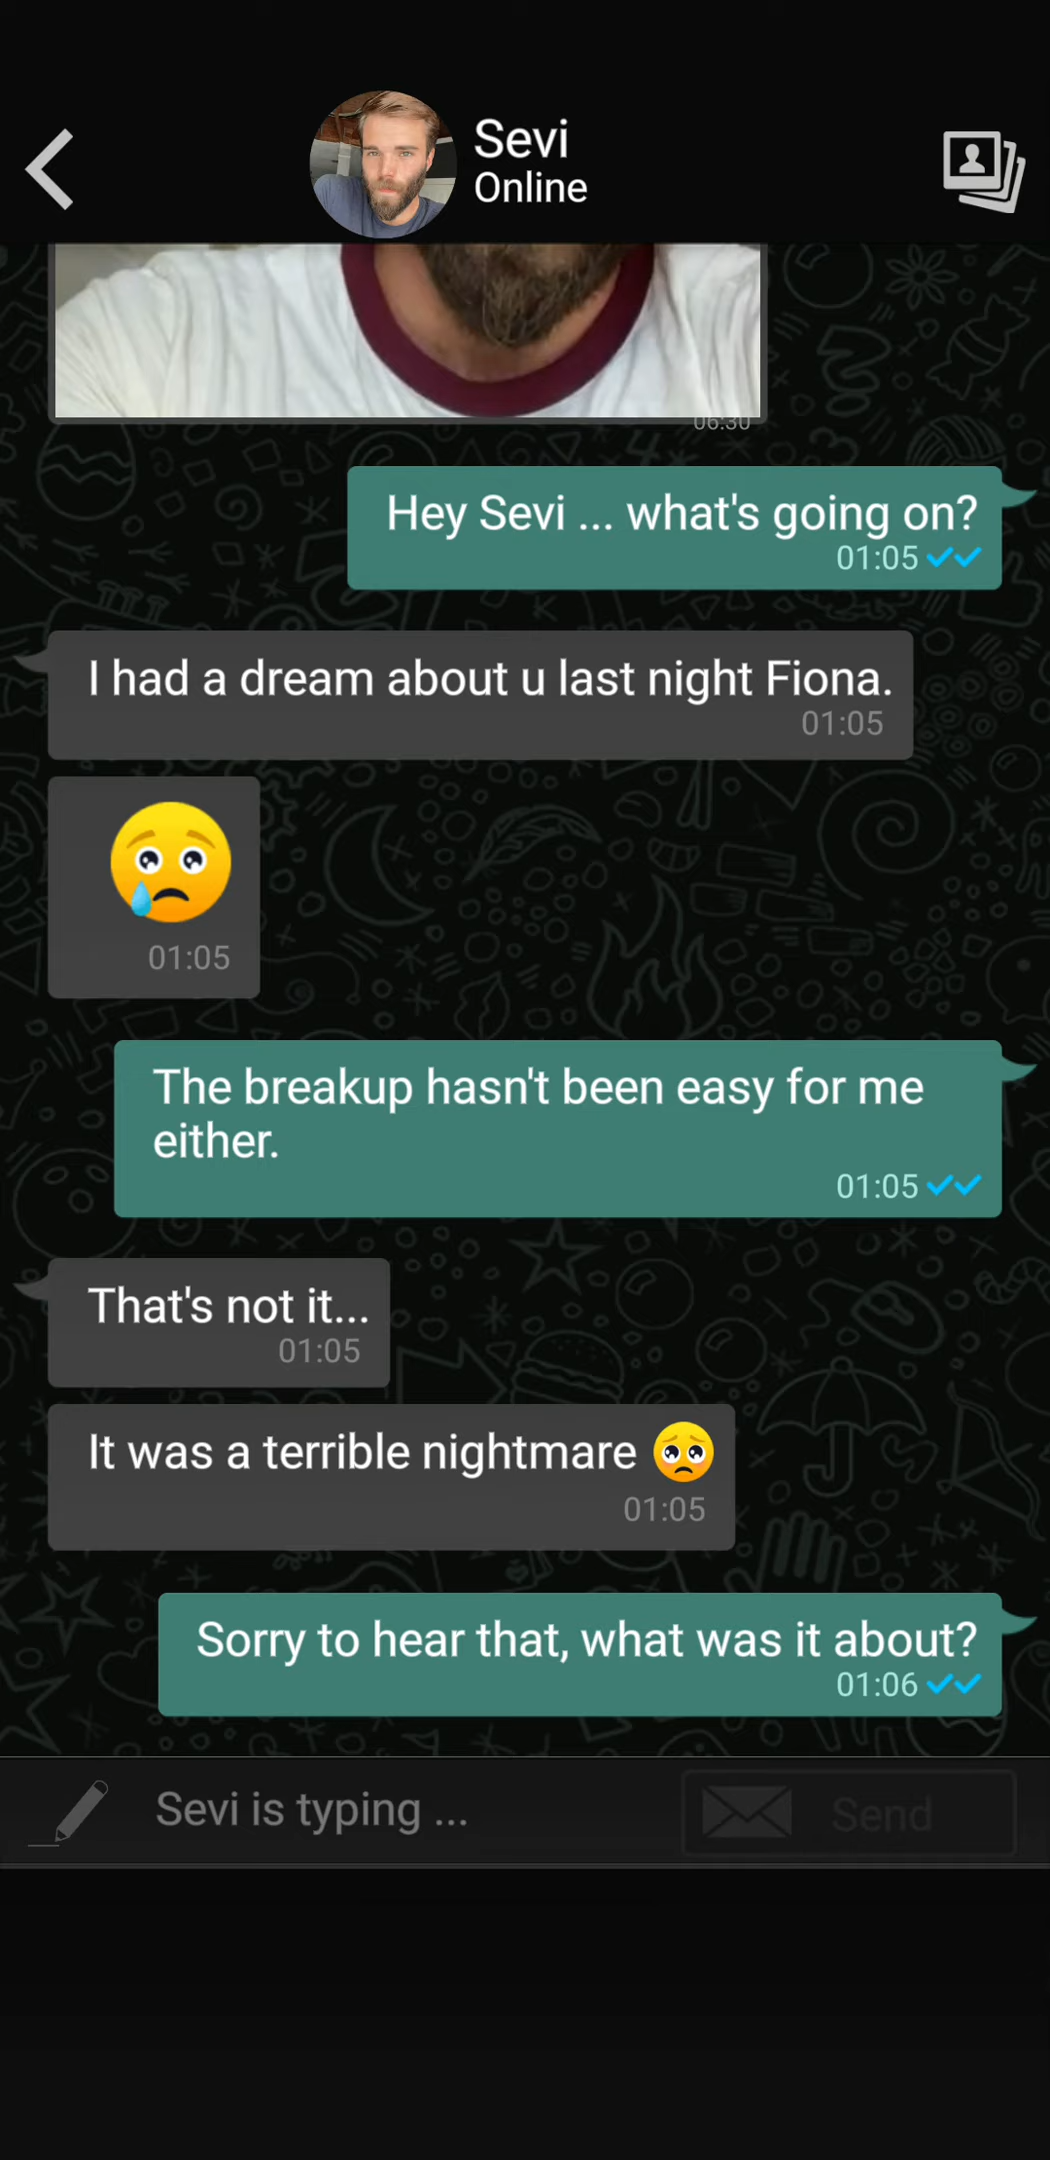 Sevi
Online
06:30
Hey Sevi ... what's going on?
01:05
I had a dream about u last night Fiona.
01:05
01:05
The breakup hasn't been easy for me
either.
01:05
That's not it...
01:05
It was a terrible nightmare 🥺
01:05
Sorry to hear that, what was it about?
01:06
Sevi is typing ...
Send